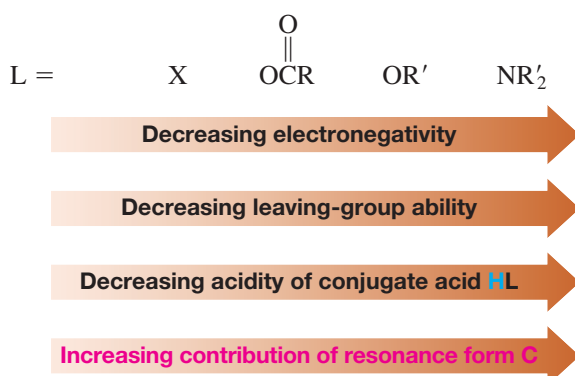 O
L = X OCR OR′ NR′₂
Decreasing electronegativity
Decreasing leaving-group ability
Decreasing acidity of conjugate acid HL
Increasing contribution of resonance form C